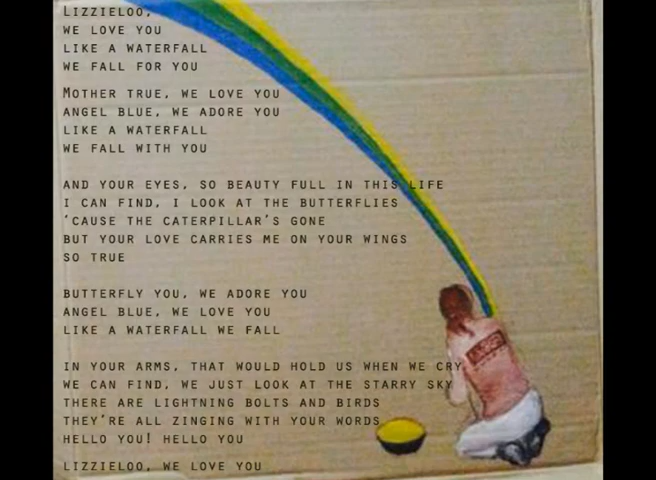 LIZZIELOO,
WE LOVE YOU
LIKE A WATERFALL
WE FALL FOR YOU
MOTHER TRUE, WE LOVE YOU
ANGEL BLUE, WE ADORE YOU
LIKE A WATERFALL
WE FALL WITH YOU
AND YOUR EYES, SO BEAUTY FULL IN THIS LIFE
I CAN FIND, I LOOK AT THE BUTTERFLIES
'CAUSE THE CATERPILLAR'S GONE
BUT YOUR LOVE CARRIES ME ON YOUR WINGS
SO TRUE
BUTTERFLY YOU, WE ADORE YOU
ANGEL BLUE, WE LOVE YOU
LIKE A WATERFALL WE FALL
IN YOUR ARMS, THAT WOULD HOLD US WHEN WE CRY
WE CAN FIND, WE JUST LOOK AT THE STARRY SKY
THERE ARE LIGHTNING BOLTS AND BIRDS
THEY'RE ALL ZINGING WITH YOUR WORDS
HELLO YOU! HELLO YOU
LIZZIELOO, WE LOVE YOU